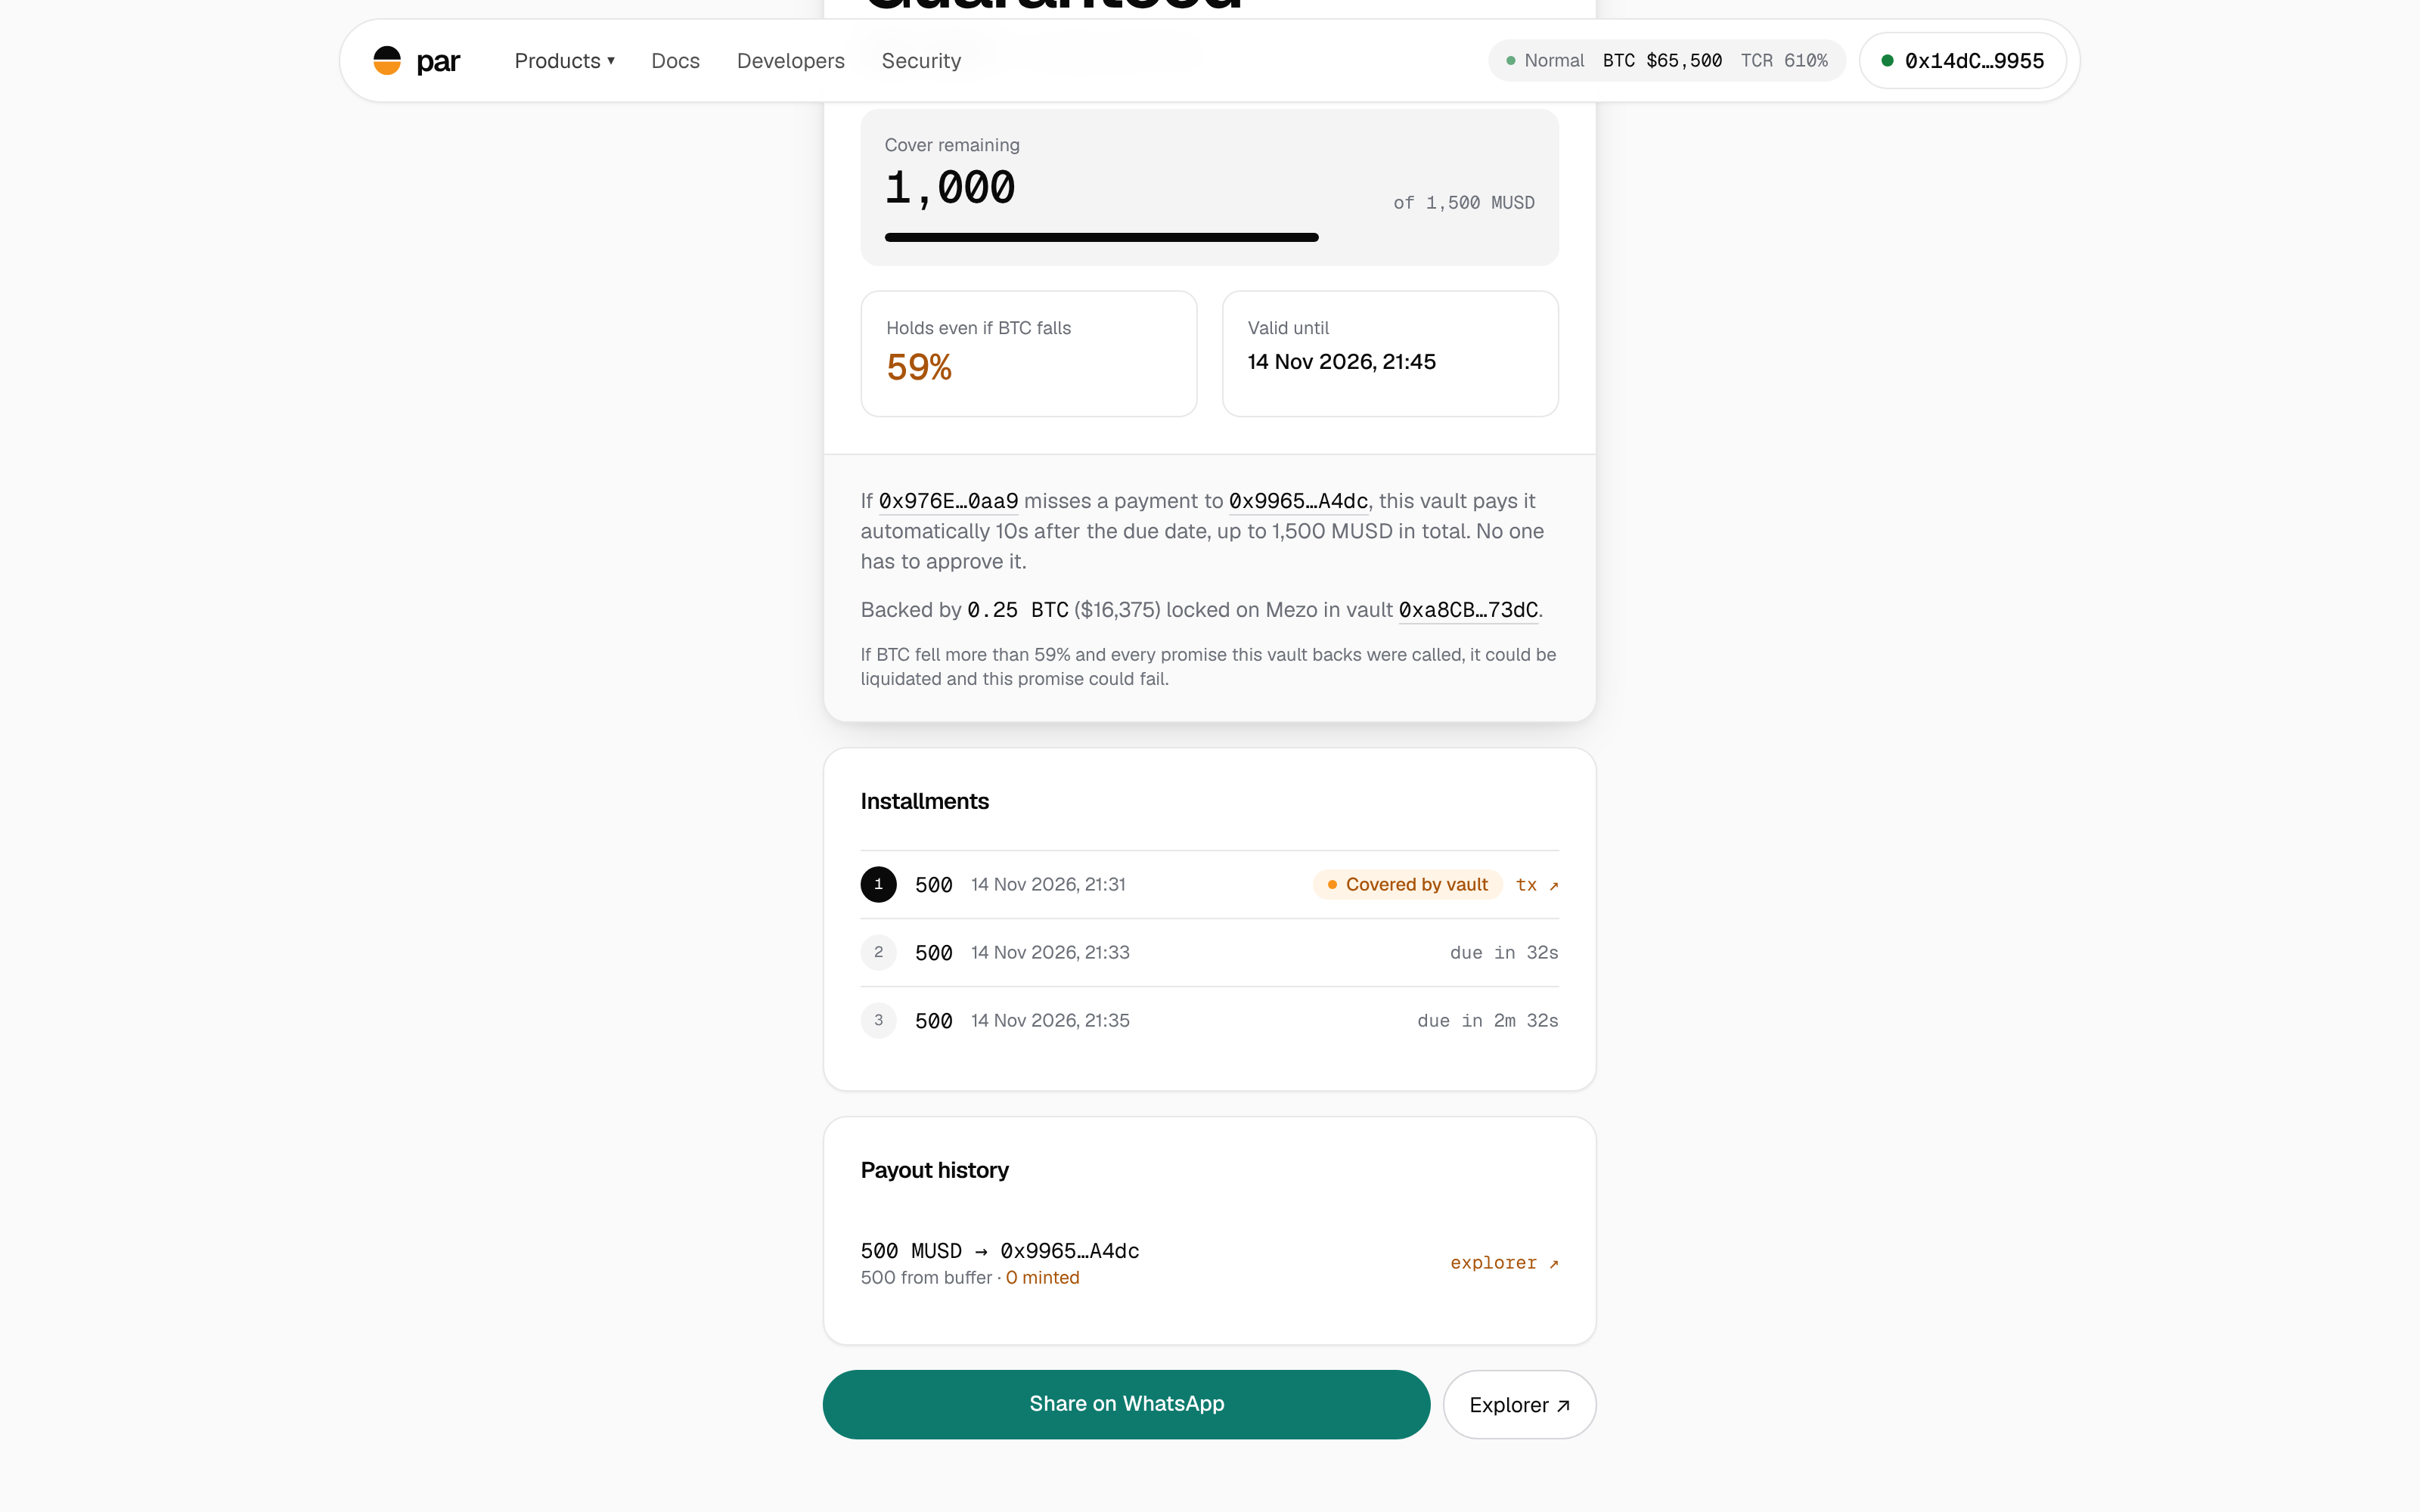 Guaranteed
par
Products ▾
Docs
Developers
Security
Normal BTC $65,500 TCR 610%
0x14dC…9955
Cover remaining
1,000
of 1,500 MUSD
Holds even if BTC falls
59%
Valid until
14 Nov 2026, 21:45
If 0x976E…0aa9 misses a payment to 0x9965…A4dc, this vault pays it
automatically 10s after the due date, up to 1,500 MUSD in total. No one
has to approve it.
Backed by 0.25 BTC ($16,375) locked on Mezo in vault 0xa8CB…73dC.
If BTC fell more than 59% and every promise this vault backs were called, it could be
liquidated and this promise could fail.
Installments
1 500 14 Nov 2026, 21:31 Covered by vault tx ↗
2 500 14 Nov 2026, 21:33 due in 32s
3 500 14 Nov 2026, 21:35 due in 2m 32s
Payout history
500 MUSD → 0x9965…A4dc
500 from buffer · 0 minted
explorer ↗
Share on WhatsApp
Explorer ↗